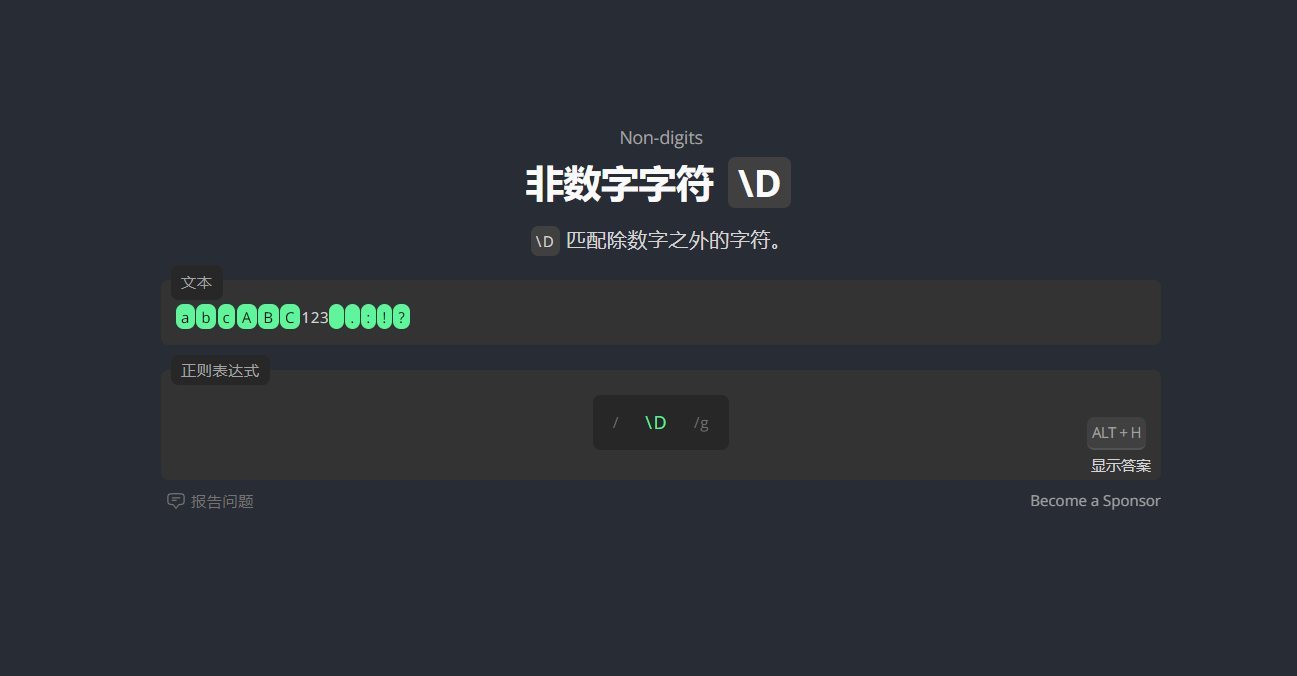 Non-digits
非数字字符 \D
\D 匹配除数字之外的字符。
文本
abcABC123 .:!?
正则表达式
/ \D /g
ALT + H
显示答案
报告问题
Become a Sponsor